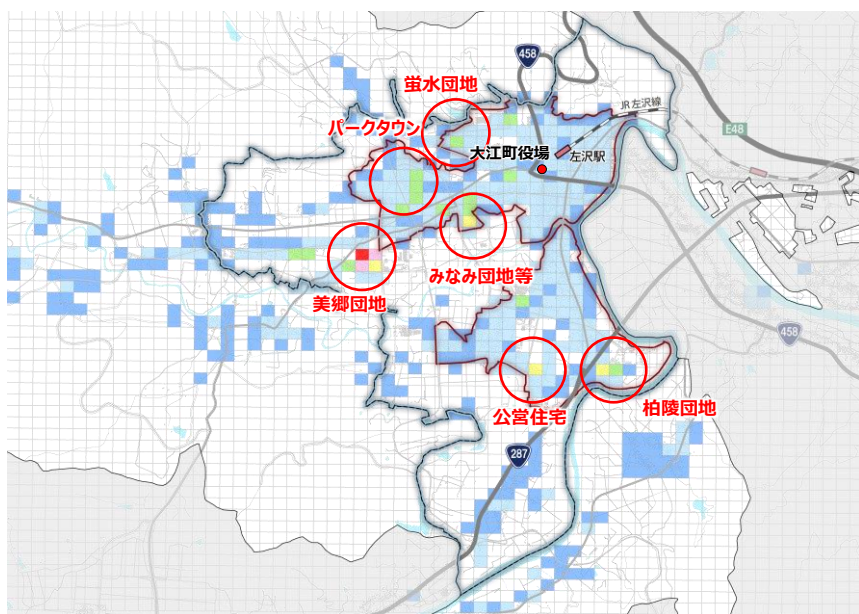 458
蛍水団地
JR左沢線
パークタウン
E48
大江町役場
左沢駅
みなみ団地等
美郷団地
458
公営住宅
柏陵団地
287